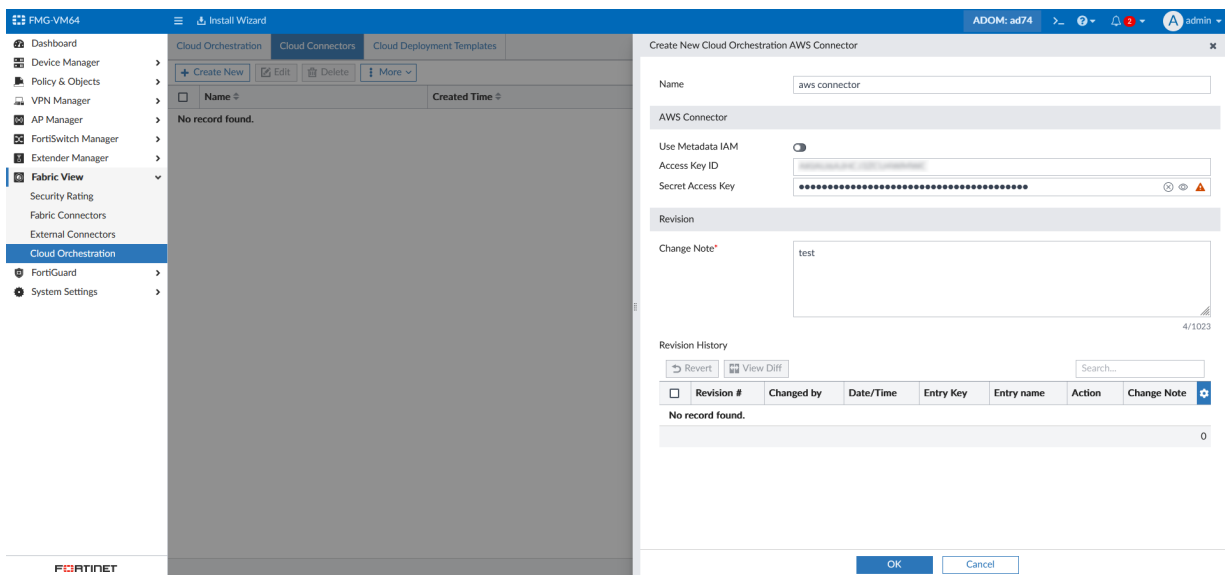 FMG-VM64
Install Wizard
ADOM: ad74
2
A
admin
Dashboard
Device Manager
Policy & Objects
VPN Manager
AP Manager
FortiSwitch Manager
Extender Manager
Fabric View
Security Rating
Fabric Connectors
External Connectors
Cloud Orchestration
FortiGuard
System Settings
FORTINET
Cloud Orchestration
Cloud Connectors
Cloud Deployment Templates
+ Create New
Edit
Delete
More
Name
Created Time
No record found.
Create New Cloud Orchestration AWS Connector
Name
aws connector
AWS Connector
Use Metadata IAM
Access Key ID
Secret Access Key
Revision
Change Note*
test
4/1023
Revision History
Revert
View Diff
Search...
Revision #
Changed by
Date/Time
Entry Key
Entry name
Action
Change Note
No record found.
0
OK
Cancel